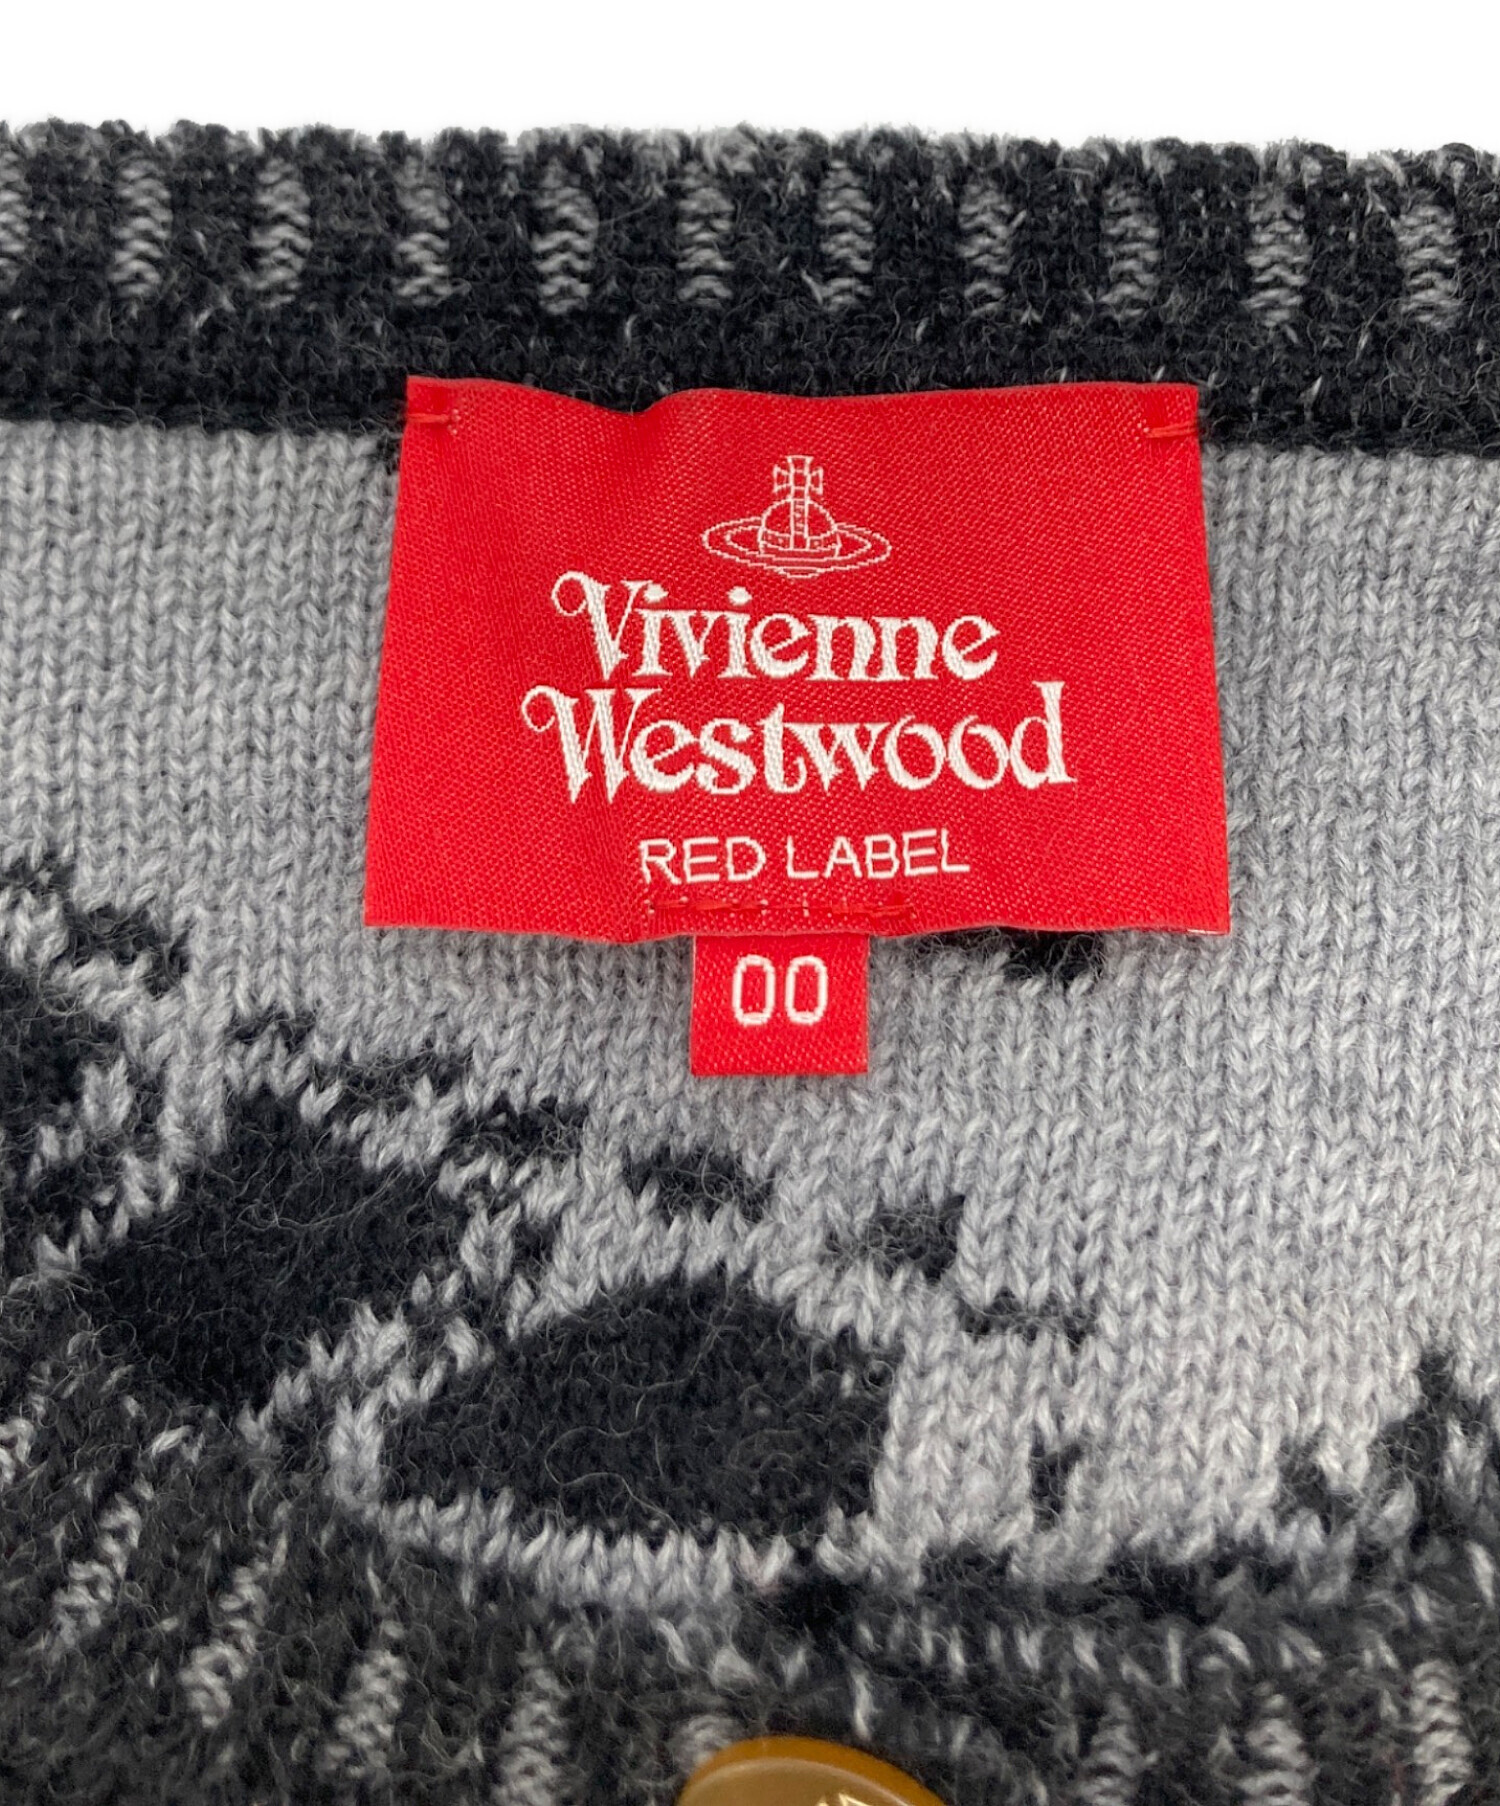 Vivienne
Westwood
RED LABEL
00